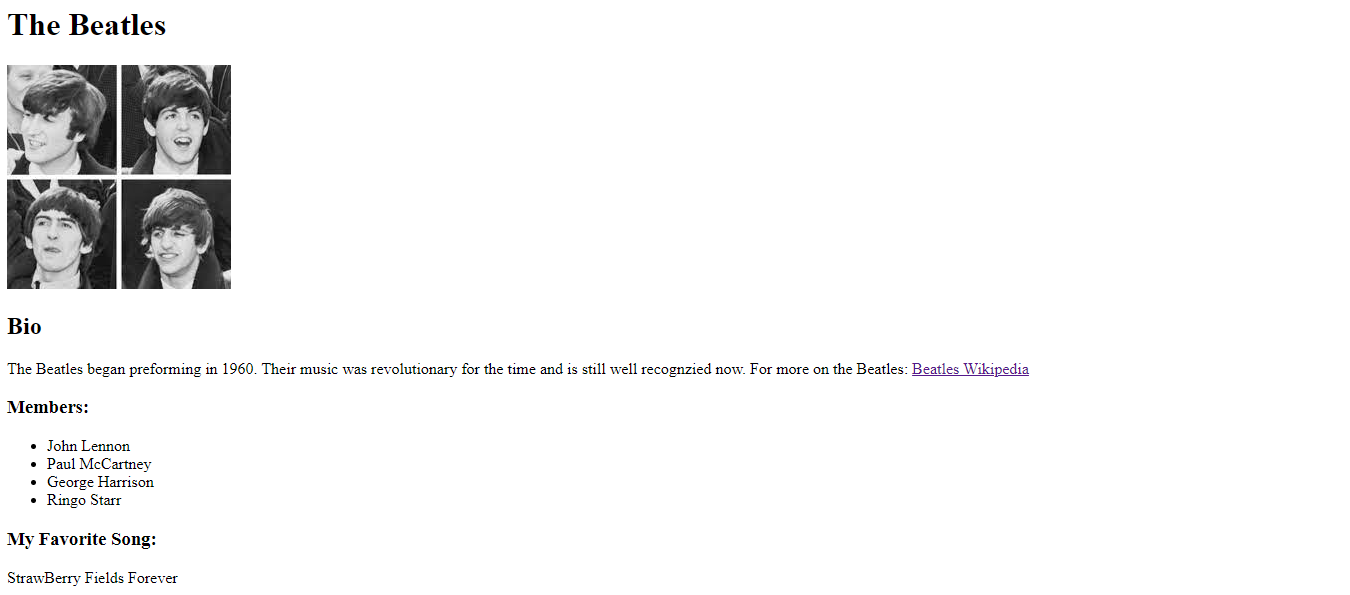 The Beatles
Bio
The Beatles began preforming in 1960. Their music was revolutionary for the time and is still well recognzied now. For more on the Beatles: Beatles Wikipedia
Members:
• John Lennon
• Paul McCartney
• George Harrison
• Ringo Starr
My Favorite Song:
StrawBerry Fields Forever